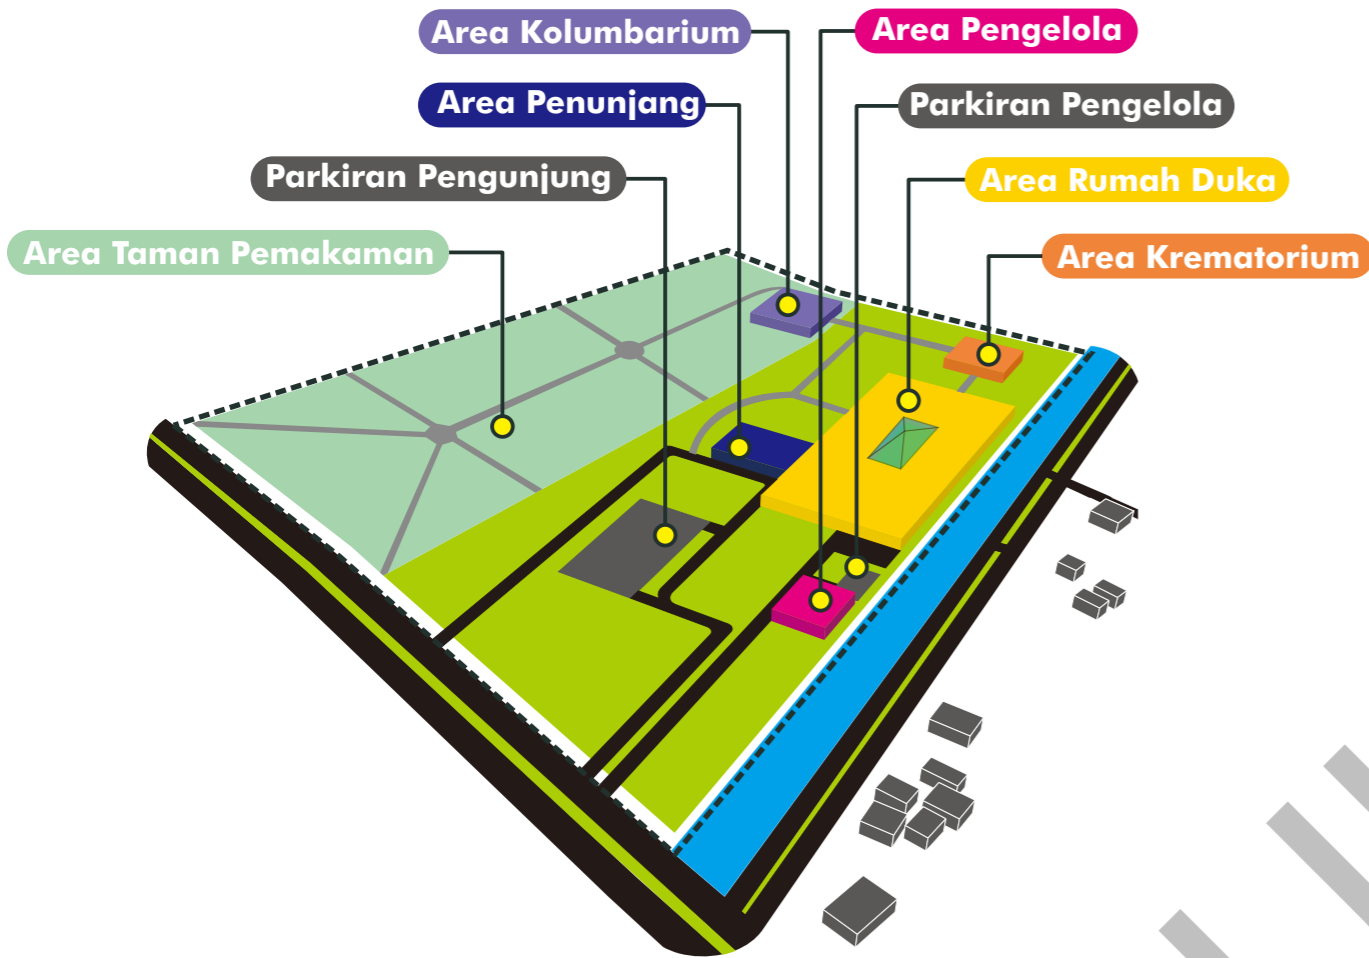 Area Kolumbarium
Area Pengelola
Area Penunjang
Parkiran Pengelola
Parkiran Pengunjung
Area Rumah Duka
Area Taman Pemakaman
Area Krematorium